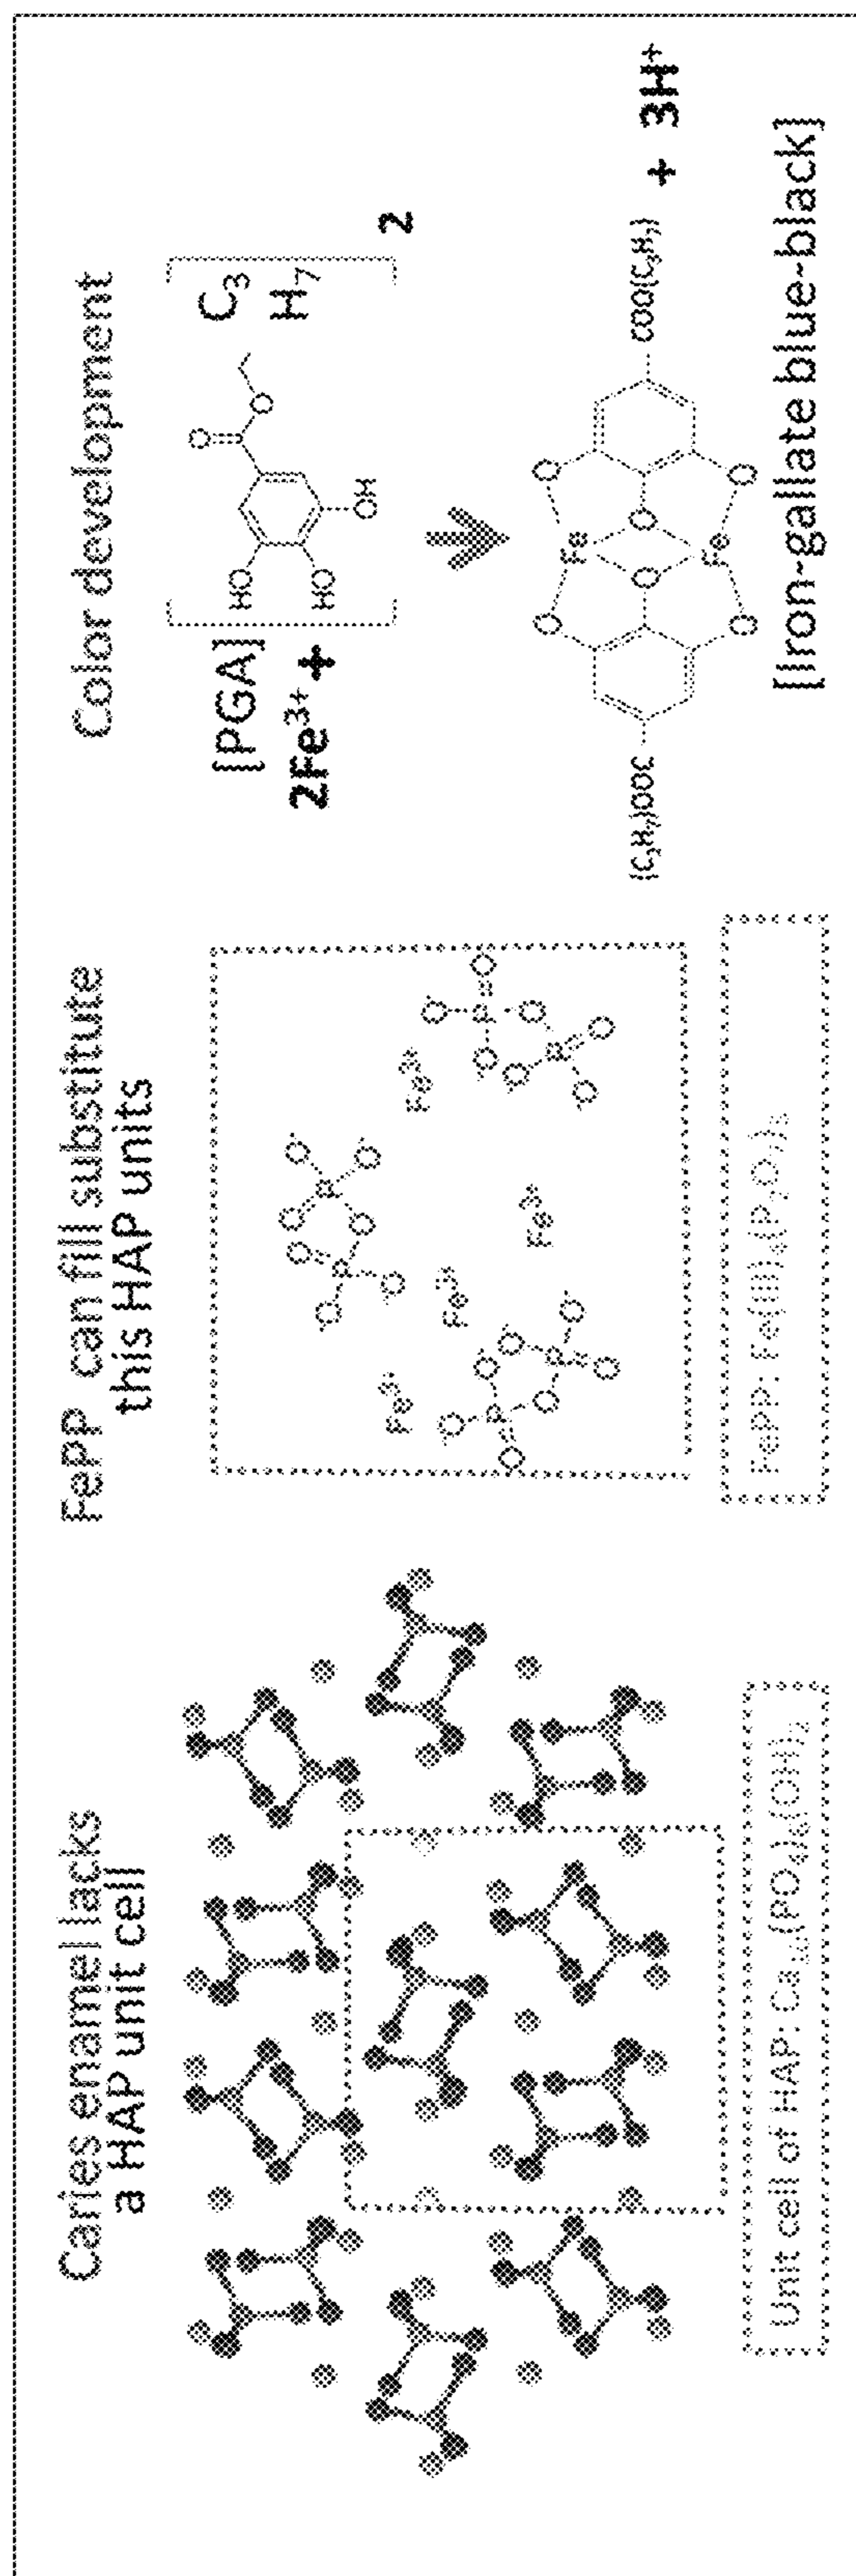 Caries enamel lacks
a HAP unit cell
Unit cell of HAP: Ca₁₀(PO₄)₆(OH)₂
FePP can fill substitute
this HAP units
Fe³⁺
Fe³⁺
Fe³⁺
Fe³⁺
FePP: Fe(III)₄(P₂O₇)₃
Color development
[PGA]
2Fe³⁺ +
HO
HO
OH
O
O
C₃
H₇
2
(C₃H₇)OOC
O
O
Fe
O
O
Fe
O
O
COO(C₃H₇)
+ 3H⁺
[Iron-gallate blue-black]